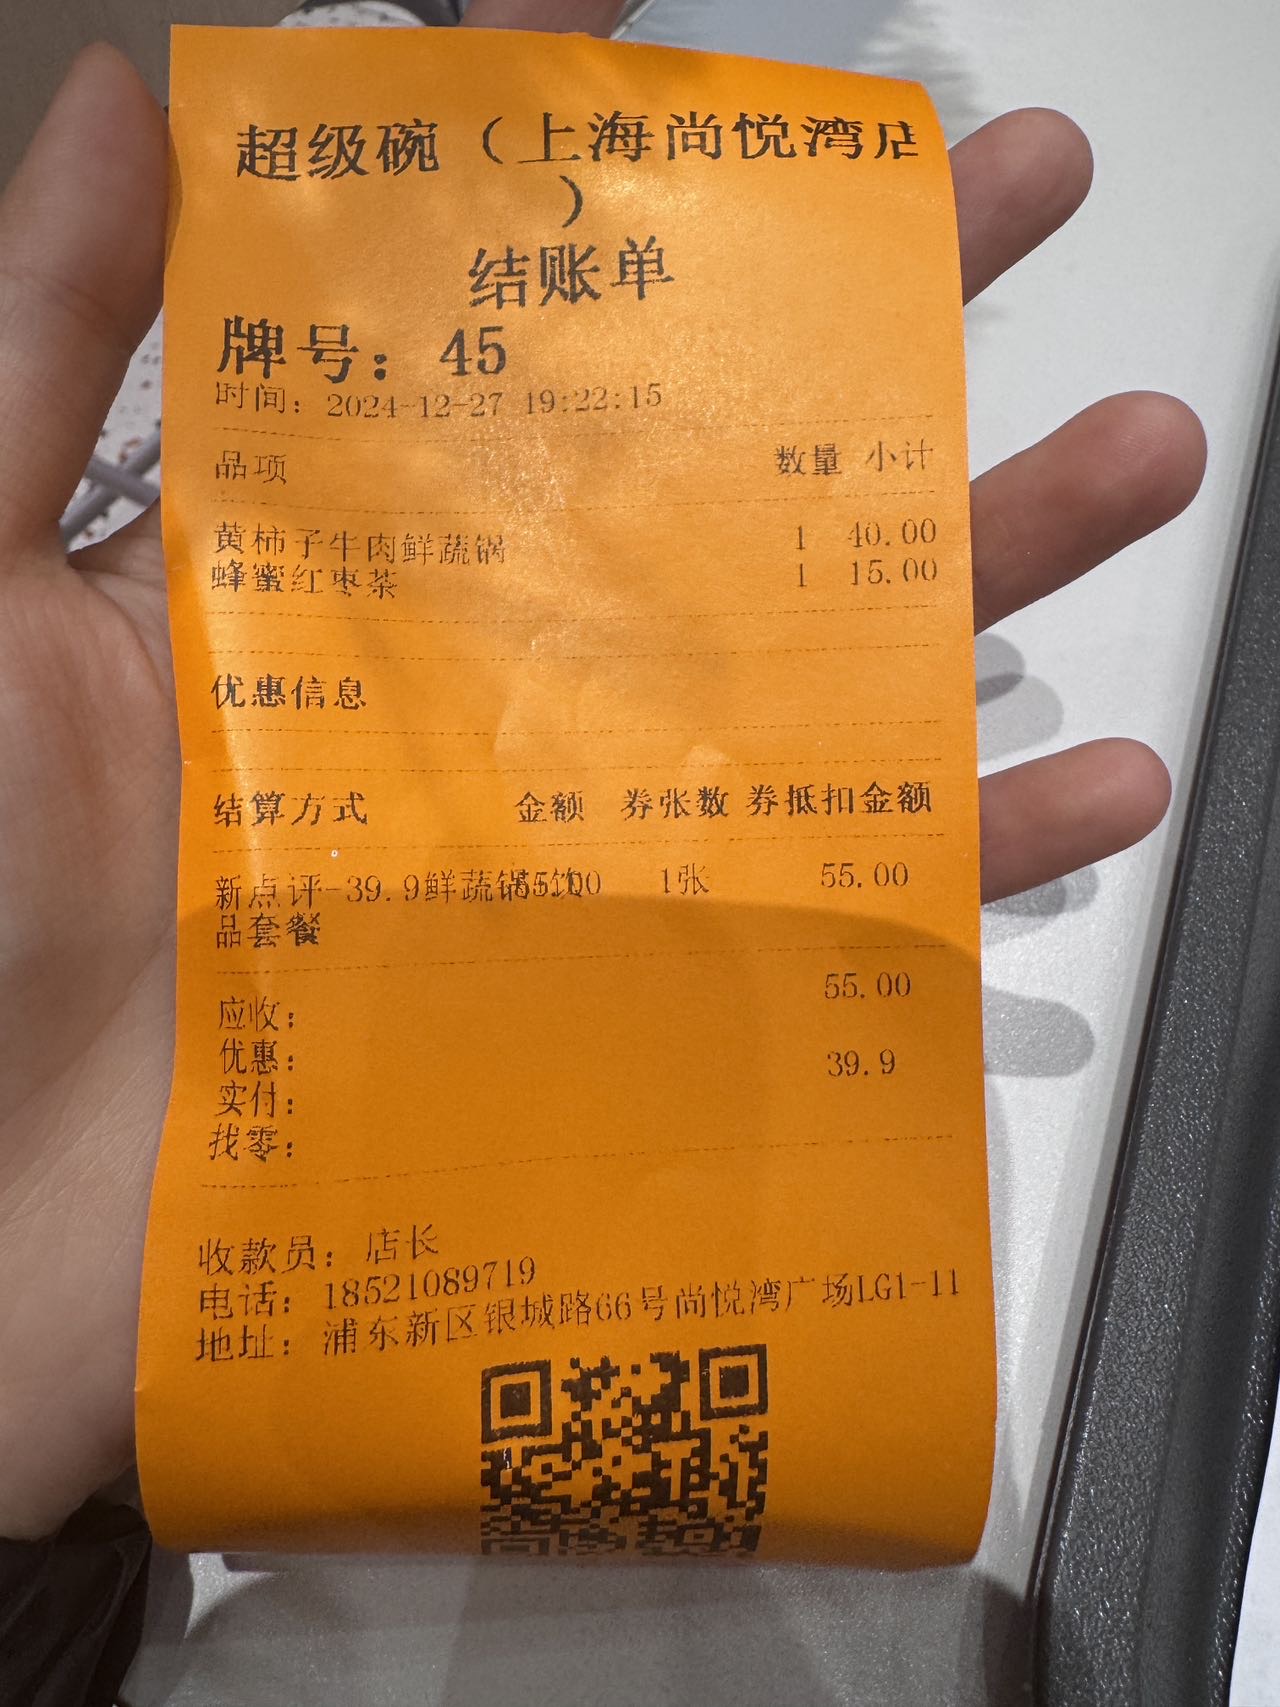 超级碗（上海尚悦湾店
）
结账单
牌号：45
时间：2024-12-27 19:22:15
品项 数量 小计
黄柿子牛肉鲜蔬锅 1 40.00
蜂蜜红枣茶 1 15.00
优惠信息
结算方式 金额 券张数 券抵扣金额
新点评-39.9鲜蔬锅+饮 55.00 1张 55.00
品套餐
应收： 55.00
优惠：
实付： 39.9
找零：
收款员：店长
电话：18521089719
地址：浦东新区银城路66号尚悦湾广场LG1-11